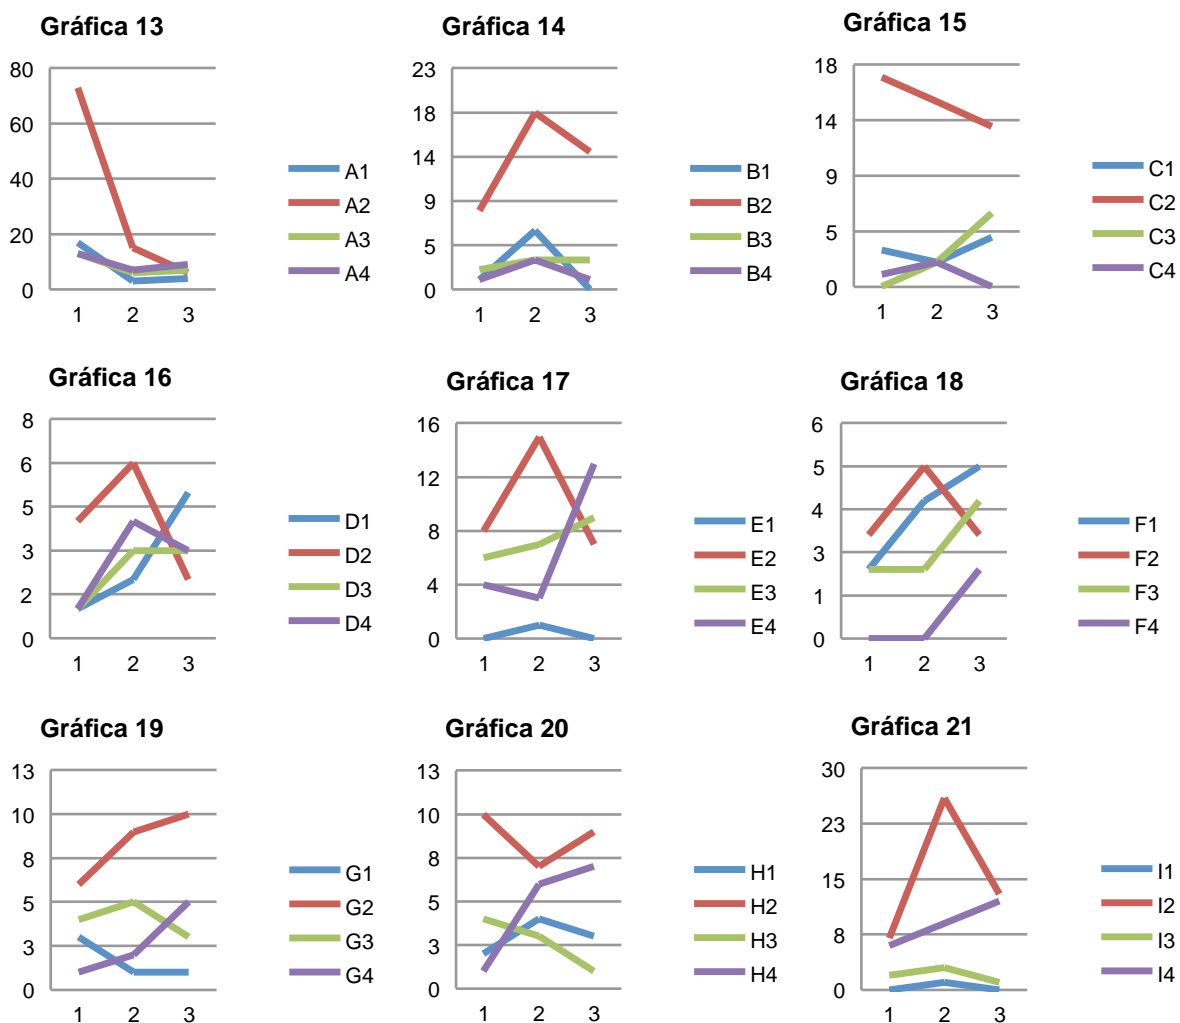 Gráfica 13
80
60
40
20
0
1 2 3
A1
A2
A3
A4
Gráfica 14
23
18
14
9
5
0
1 2 3
B1
B2
B3
B4
Gráfica 15
18
14
9
5
0
1 2 3
C1
C2
C3
C4
Gráfica 16
8
6
5
3
2
0
1 2 3
D1
D2
D3
D4
Gráfica 17
16
12
8
4
0
1 2 3
E1
E2
E3
E4
Gráfica 18
6
5
4
3
2
1
0
1 2 3
F1
F2
F3
F4
Gráfica 19
13
10
8
5
3
0
1 2 3
G1
G2
G3
G4
Gráfica 20
13
10
8
5
3
0
1 2 3
H1
H2
H3
H4
Gráfica 21
30
23
15
8
0
1 2 3
I1
I2
I3
I4